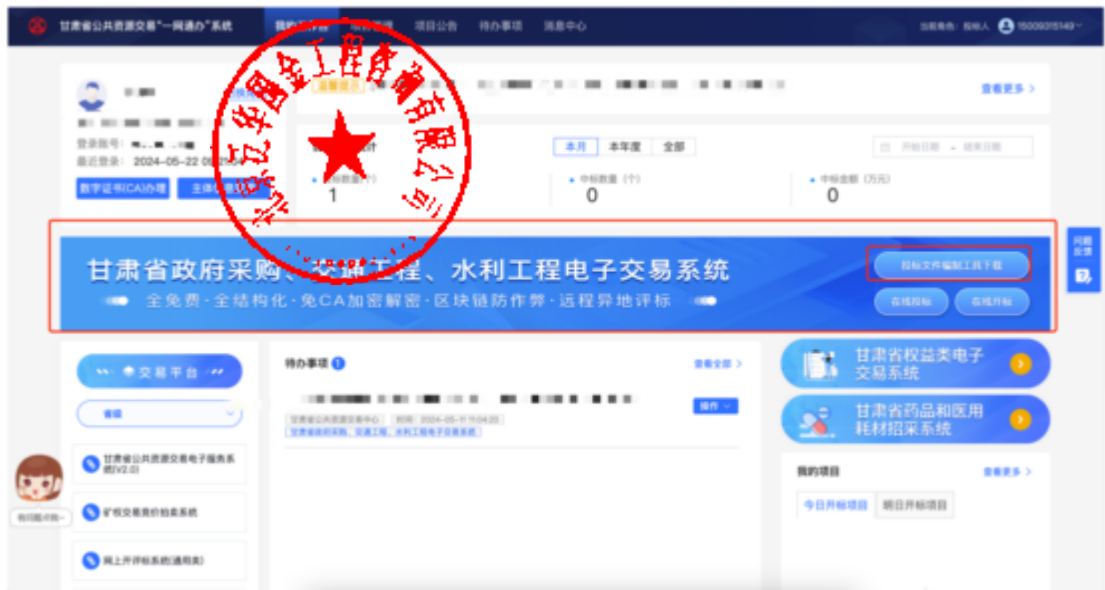 甘肃省公共资源交易"一网通办"系统
项目公告 待办事项 消息中心
当前角色：投标人 15009315149
温馨提示
查看更多 >
登录账号：
最近登录： 2024-05-22
数字证书(CA)办理
本月 本年度 全部
开始日期 - 结束日期
1
中标数量（个）
0
中标金额（万元）
0
甘肃省政府采购、交通工程、水利工程电子交易系统
全免费·全结构化·免CA加密解密·区块链防作弊·远程异地评标
投标文件编制工具下载
在线投标 在线开标
问题反馈
交易平台
省级
甘肃省公共资源交易电子服务系统(V2.0)
矿权交易竞价拍卖系统
网上开评标系统(通用类)
待办事项 1
查看全部 >
操作
甘肃省公共资源交易中心 时间：2024-05-11 11:04:20
甘肃省政府采购、交通工程、水利工程电子交易系统
甘肃省权益类电子
交易系统
甘肃省药品和医用
耗材招采系统
我的项目
查看更多 >
今日开标项目 明日开标项目